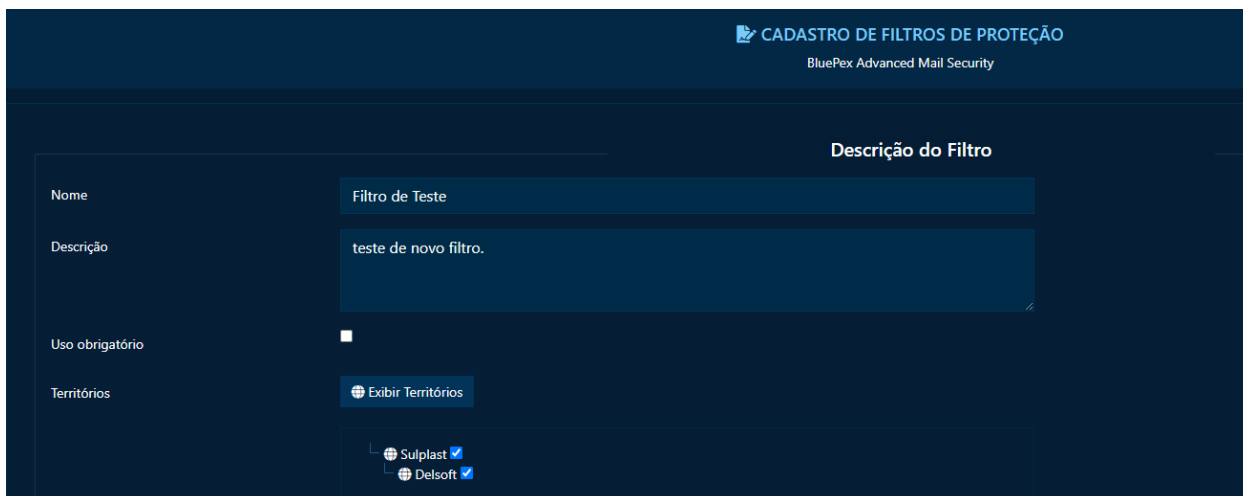 CADASTRO DE FILTROS DE PROTEÇÃO
BluePex Advanced Mail Security
Descrição do Filtro
Nome
Filtro de Teste
Descrição
teste de novo filtro.
Uso obrigatório
Territórios
Exibir Territórios
Sulplast
Delsoft